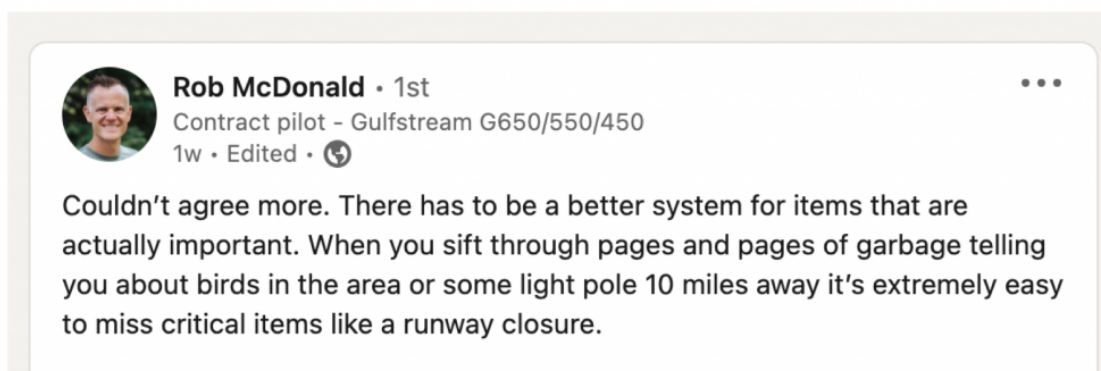 Rob McDonald • 1st
Contract pilot – Gulfstream G650/550/450
1w • Edited •
Couldn’t agree more. There has to be a better system for items that are
actually important. When you sift through pages and pages of garbage telling
you about birds in the area or some light pole 10 miles away it’s extremely easy
to miss critical items like a runway closure.